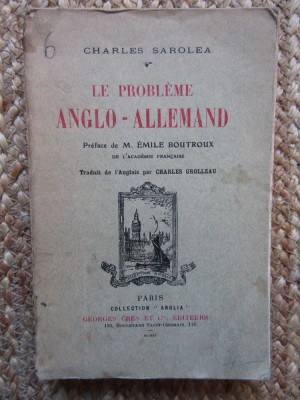 6
CHARLES SAROLEA
LE PROBLÈME
ANGLO-ALLEMAND
Préface de M. ÉMILE BOUTROUX
DE L'ACADÉMIE FRANÇAISE
Traduit de l'Anglais par CHARLES GROLLEAU
PARIS
COLLECTION "ANGLIA"
GEORGES CRÈS ET Cie, ÉDITEURS
116, BOULEVARD SAINT-GERMAIN, 116